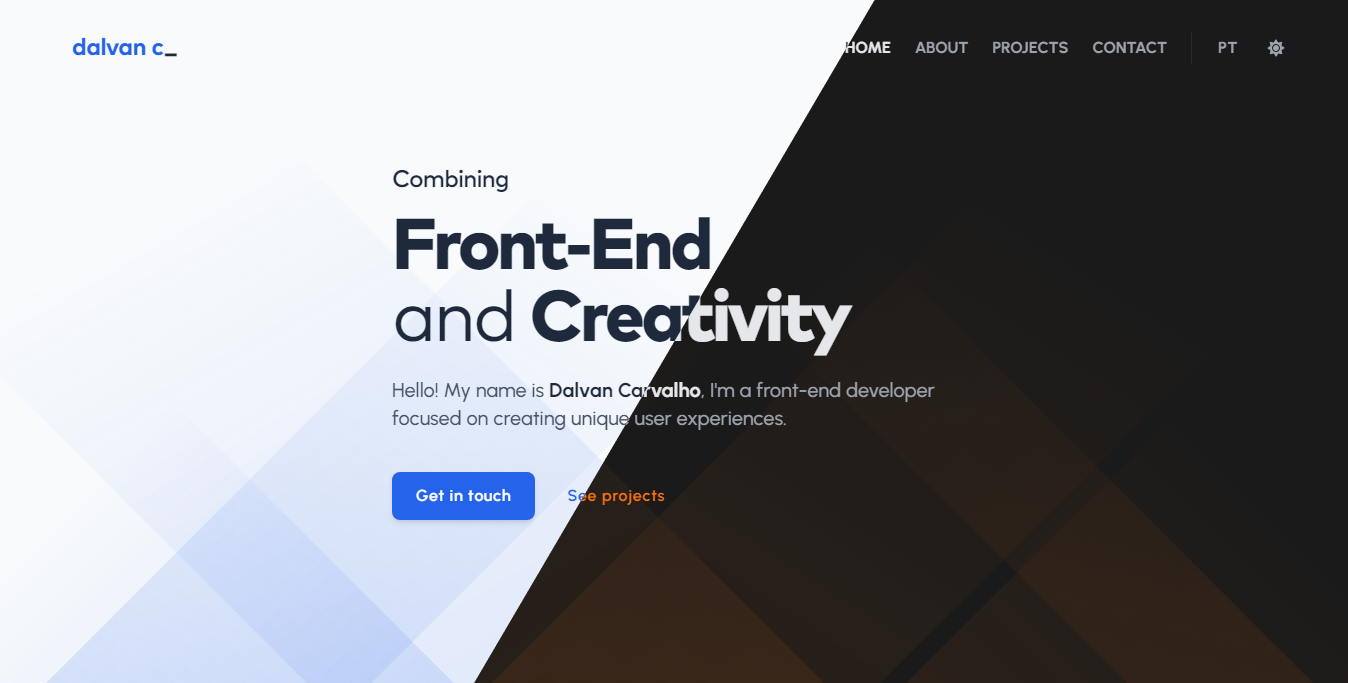 dalvan c_
HOME ABOUT PROJECTS CONTACT PT
Combining
Front-End
and Creativity
Hello! My name is Dalvan Carvalho, I'm a front-end developer
focused on creating unique user experiences.
Get in touch See projects